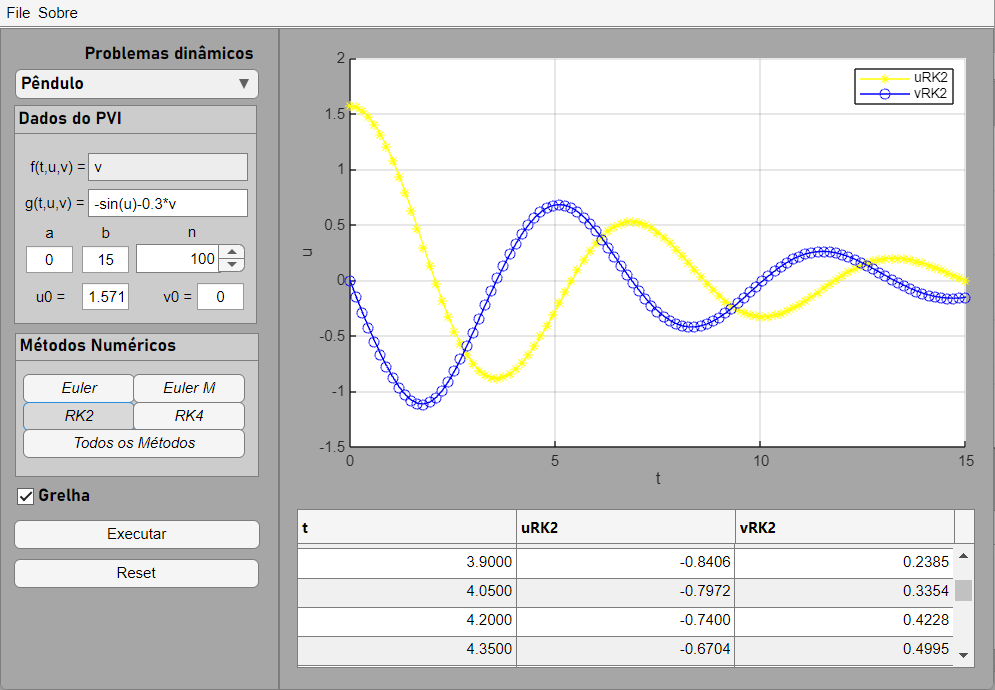 File Sobre
Problemas dinâmicos
Pêndulo
Dados do PVI
f(t,u,v) = v
g(t,u,v) = -sin(u)-0.3*v
a b n
0 15 100
u0 = 1.571 v0 = 0
Métodos Numéricos
Euler Euler M
RK2 RK4
Todos os Métodos
Grelha
Executar
Reset
2
1.5
1
0.5
0
-0.5
-1
-1.5
u
0 5 10 15
t
uRK2
vRK2
t uRK2 vRK2
3.9000 -0.8406 0.2385
4.0500 -0.7972 0.3354
4.2000 -0.7400 0.4228
4.3500 -0.6704 0.4995